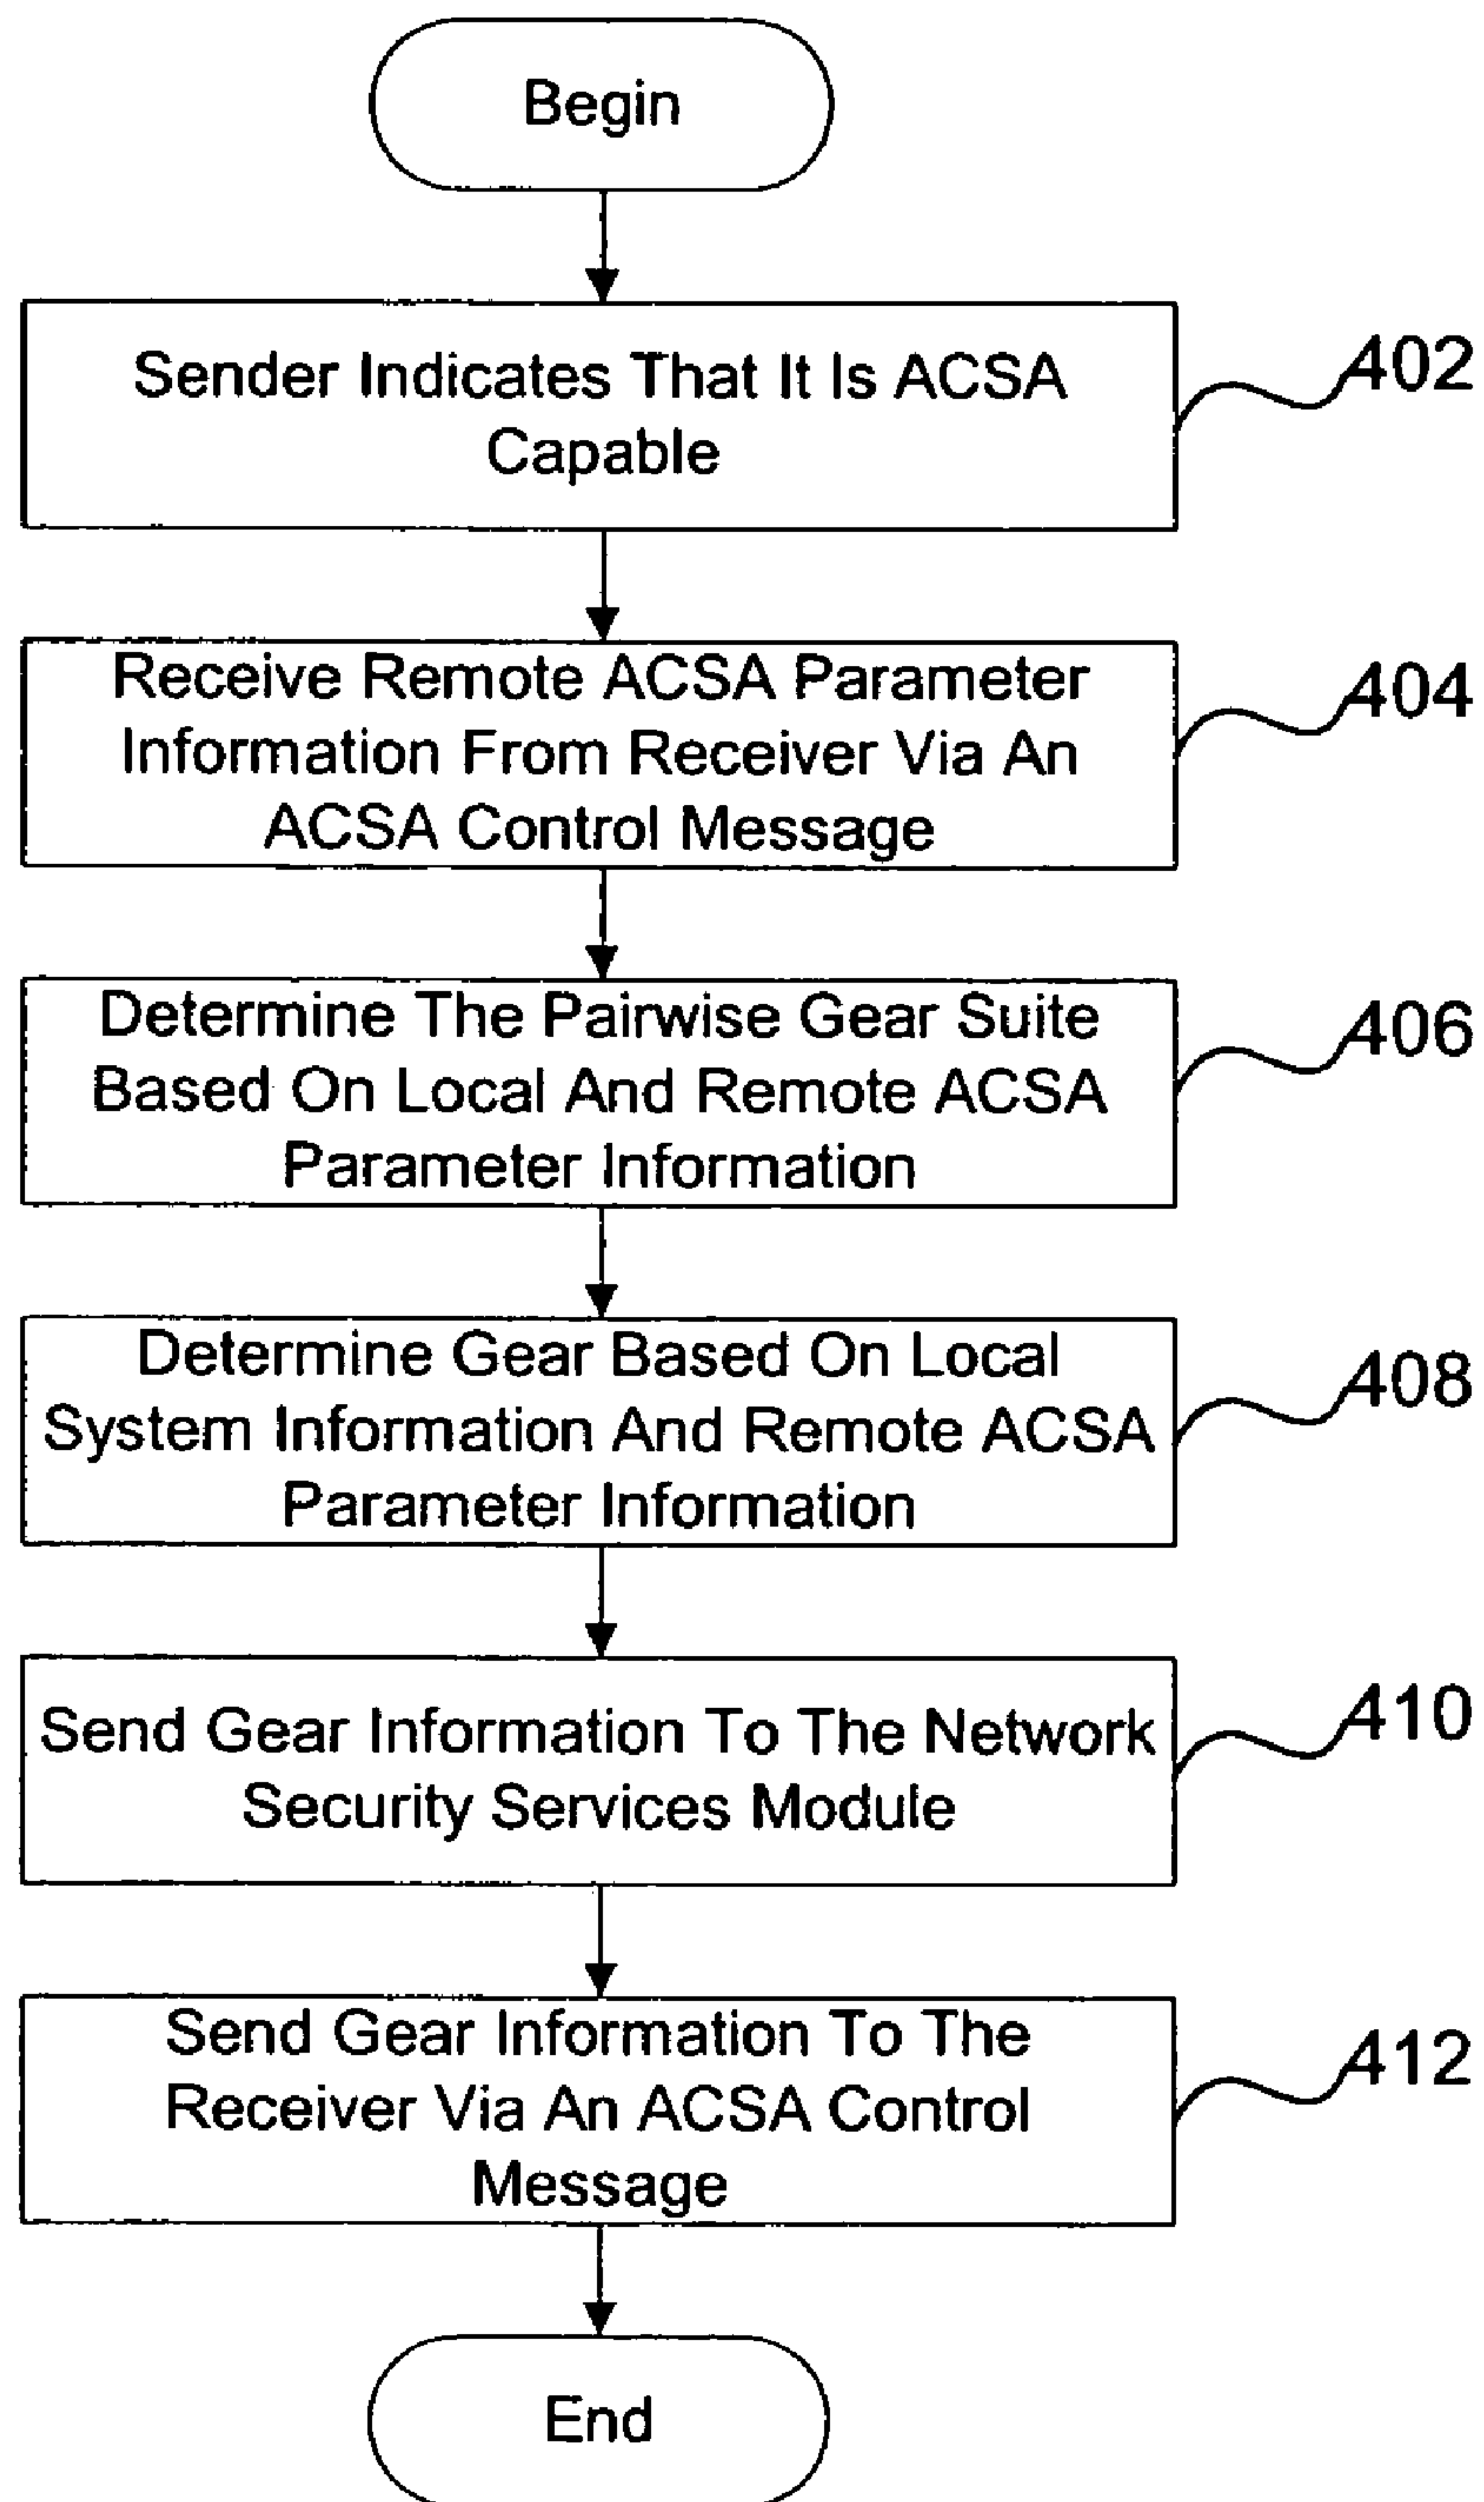 Begin
Sender Indicates That It Is ACSA
Capable
402
Receive Remote ACSA Parameter
Information From Receiver Via An
ACSA Control Message
404
Determine The Pairwise Gear Suite
Based On Local And Remote ACSA
Parameter Information
406
Determine Gear Based On Local
System Information And Remote ACSA
Parameter Information
408
Send Gear Information To The Network
Security Services Module
410
Send Gear Information To The
Receiver Via An ACSA Control
Message
412
End